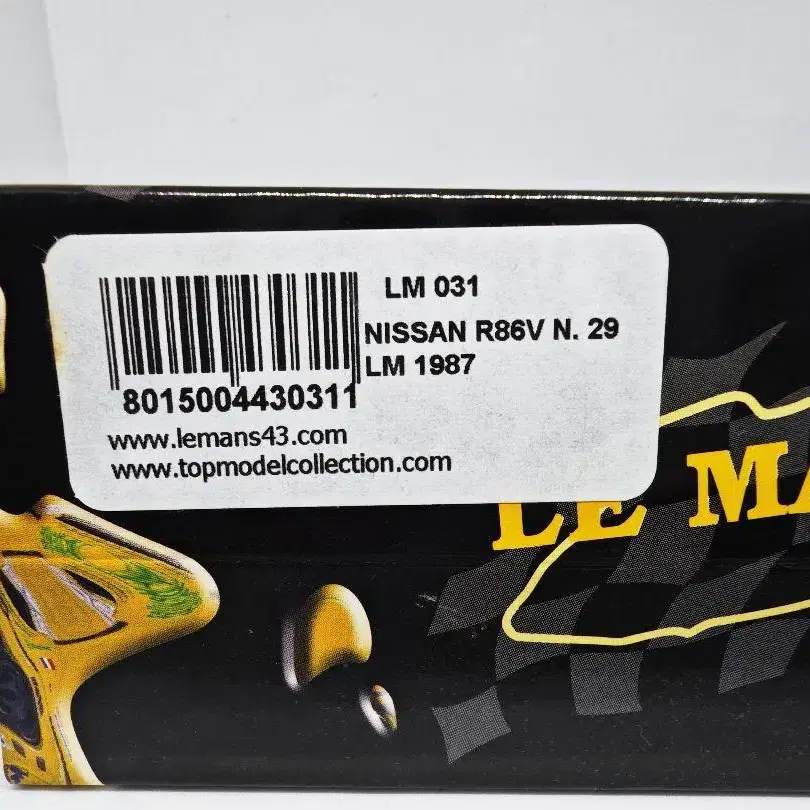 LM 031
NISSAN R86V N. 29
LM 1987
8015004430311
www.lemans43.com
www.topmodelcollection.com
LE MA